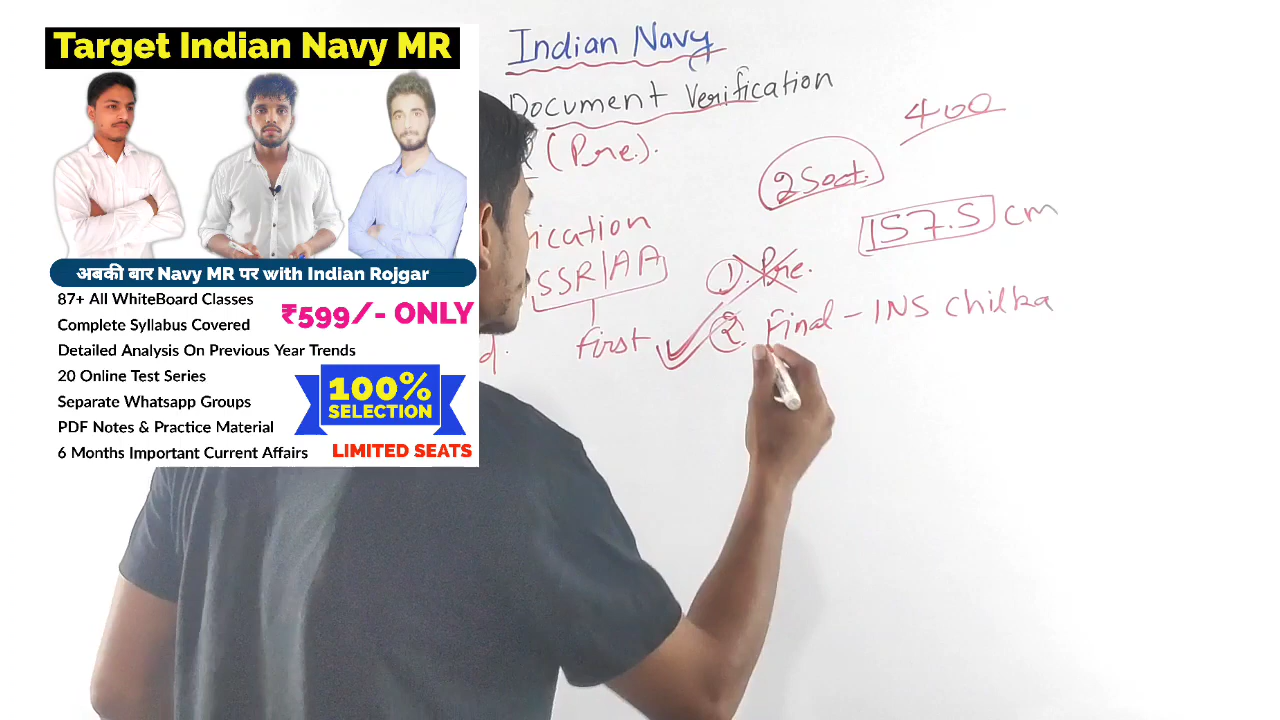 Target Indian Navy MR
अबकी बार Navy MR पर with Indian Rojgar
87+ All WhiteBoard Classes
₹599/- ONLY
Complete Syllabus Covered
Detailed Analysis On Previous Year Trends
20 Online Test Series
Separate Whatsapp Groups
PDF Notes & Practice Material
6 Months Important Current Affairs
100%
SELECTION
LIMITED SEATS
Indian Navy
Document Verification
400
(Pre.).
157.5 cm
ication
SSR/AA
1. Pre.
First
2. Final - INS chilka
d.